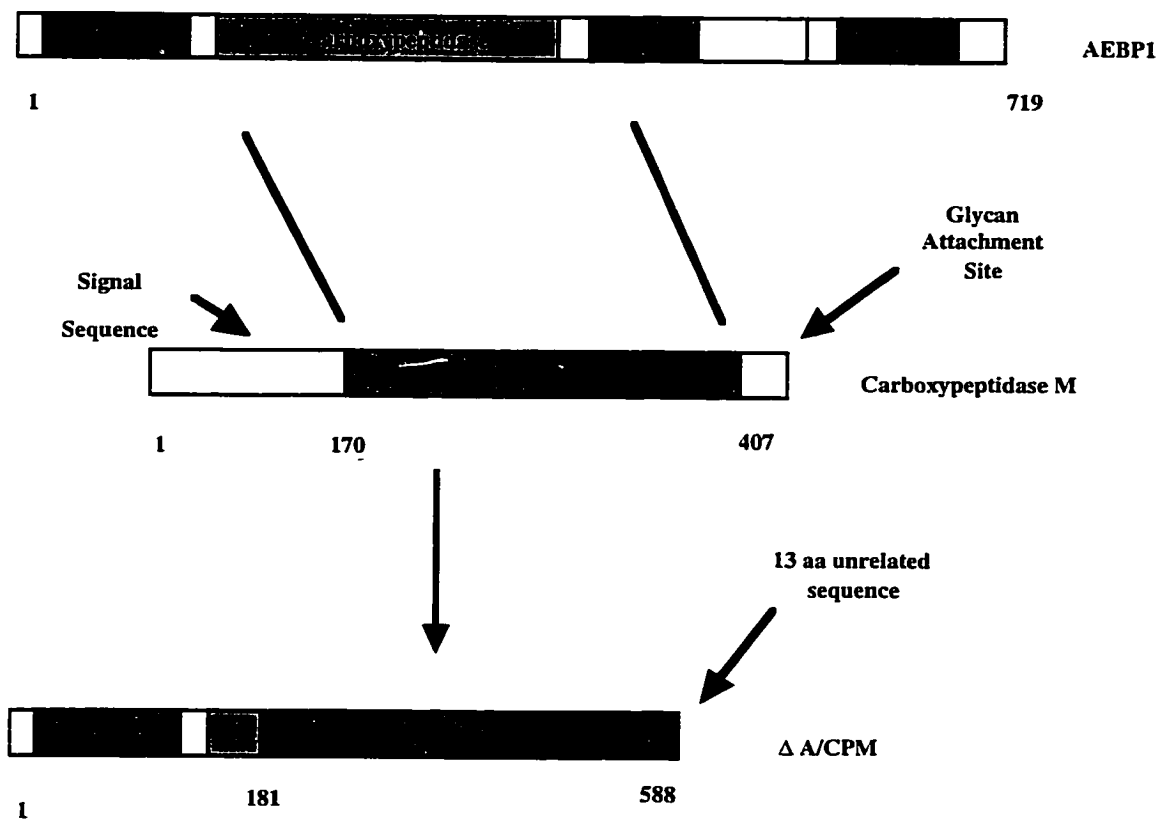 AEBP1
1
719
Glycan
Attachment
Site
Signal
Sequence
Carboxypeptidase M
1
170
407
13 aa unrelated
sequence
Δ A/CPM
1
181
588